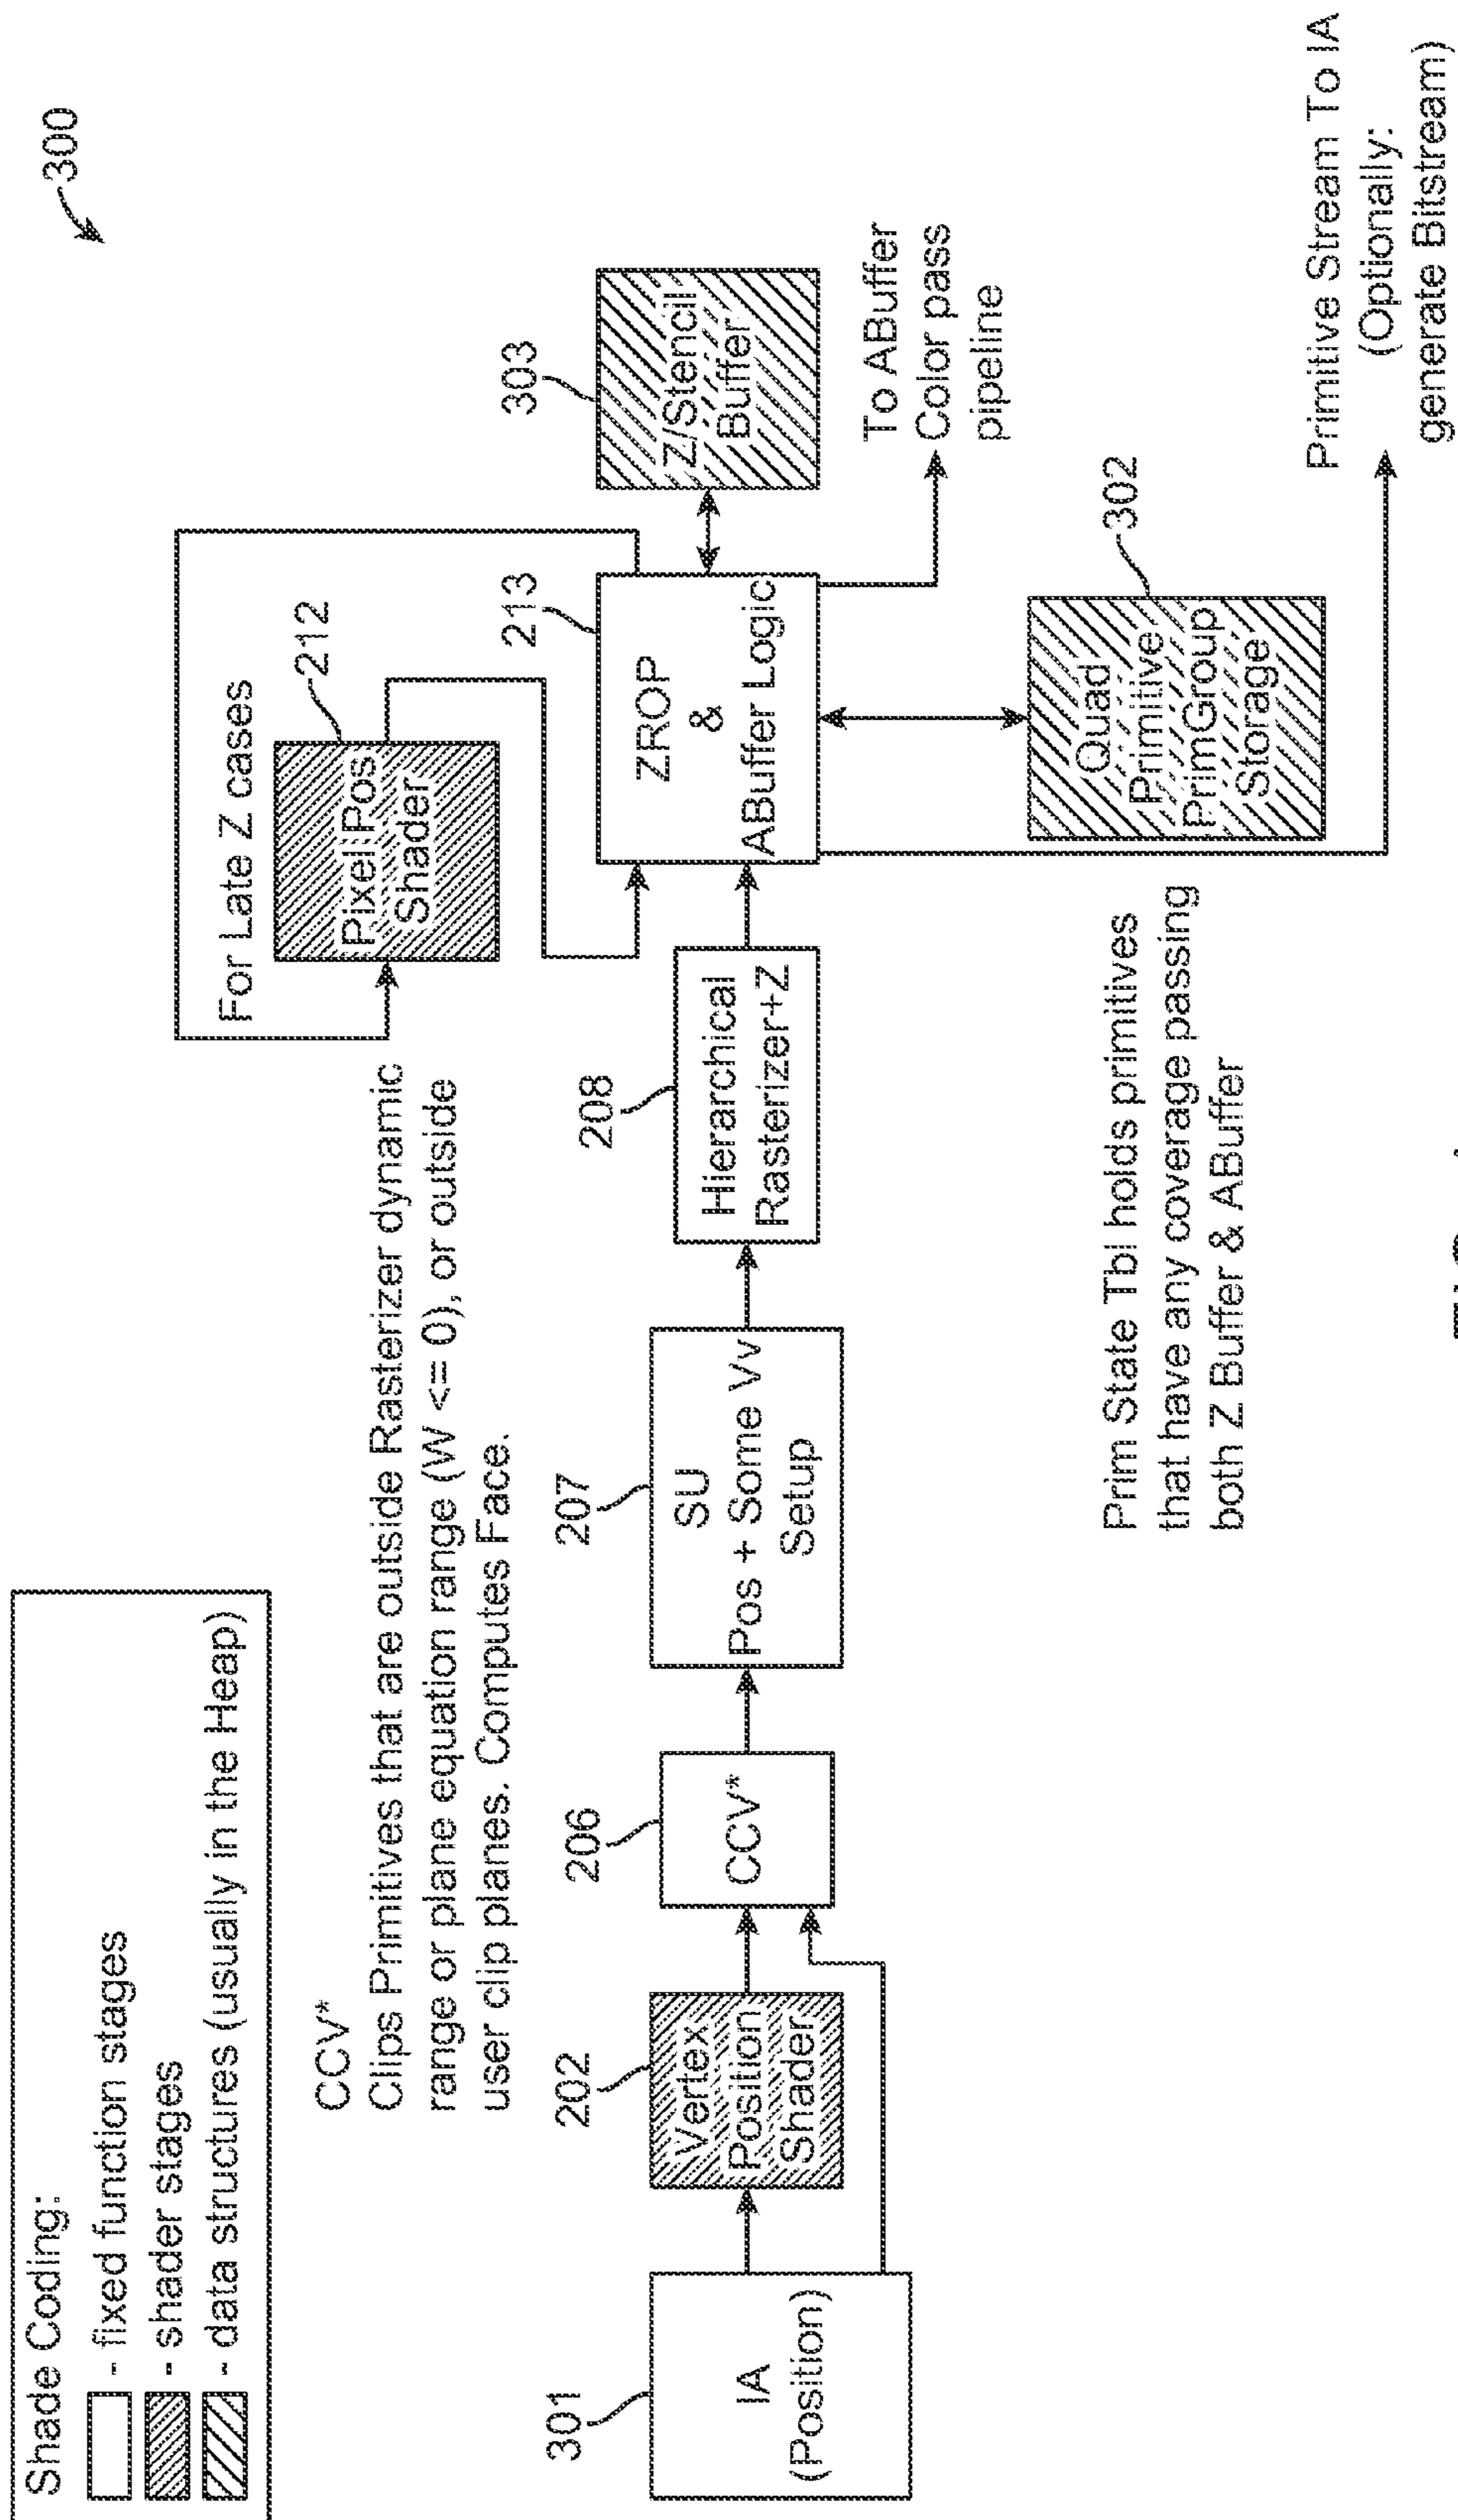 Shade Coding:
- fixed function stages
- shader stages
- data structures (usually in the Heap)
300
CCV*
Clips Primitives that are outside Rasterizer dynamic
range or plane equation range (W <= 0), or outside
user clip planes. Computes Face.
For Late Z cases
212
Pixel Pos
Shader
301
IA
(Position)
202
Vertex
Position
Shader
206
CCV*
207
SU
Pos + Some Vv
Setup
208
Hierarchical
Rasterizer+Z
213
ZROP
&
ABuffer Logic
303
Z/Stencil
Buffer
To ABuffer
Color pass
pipeline
302
Quad
Primitive
PrimGroup
Storage
Prim State Tbl holds primitives
that have any coverage passing
both Z Buffer & ABuffer
Primitive Stream To IA
(Optionally:
generate Bitstream)